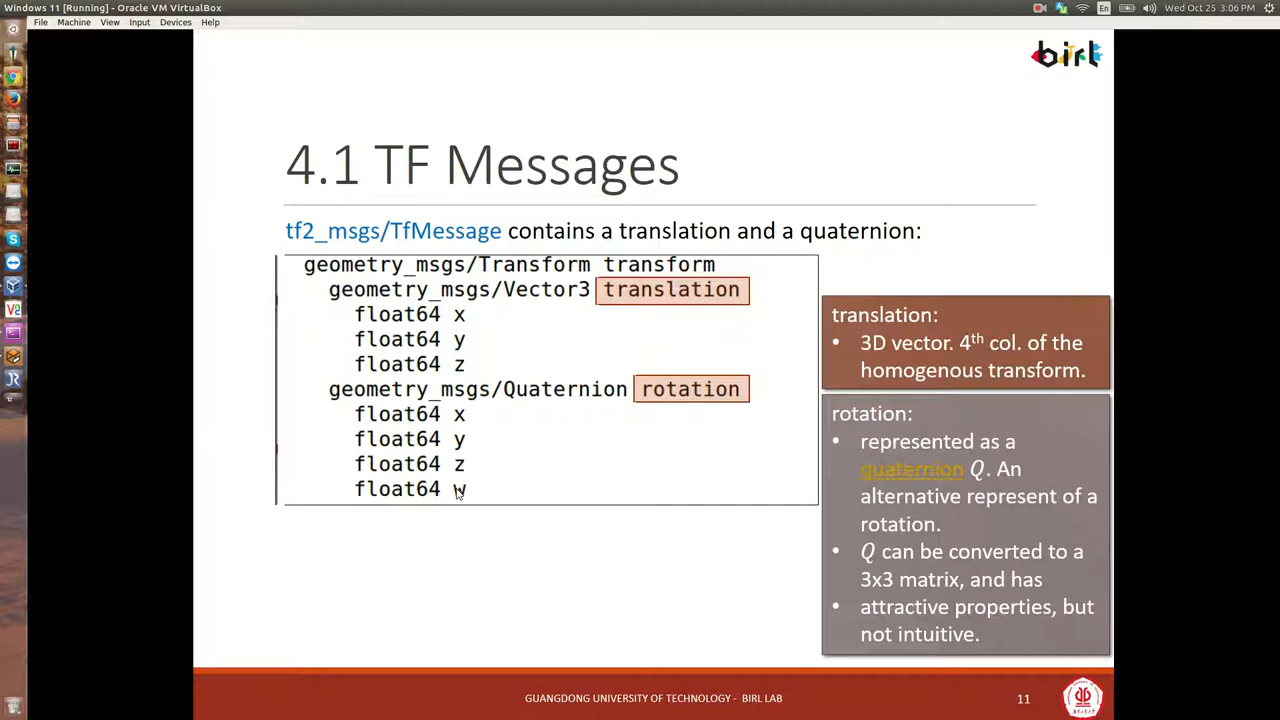 Windows 11 [Running] - Oracle VM VirtualBox
En
Wed Oct 25 3:06 PM
File Machine View Input Devices Help
birl
4.1 TF Messages
tf2_msgs/TfMessage contains a translation and a quaternion:
geometry_msgs/Transform transform
geometry_msgs/Vector3 translation
float64 x
float64 y
float64 z
geometry_msgs/Quaternion rotation
float64 x
float64 y
float64 z
float64 w
translation:
• 3D vector. 4th col. of the
homogenous transform.
rotation:
• represented as a
quaternion Q. An
alternative represent of a
rotation.
• Q can be converted to a
3x3 matrix, and has
• attractive properties, but
not intuitive.
GUANGDONG UNIVERSITY OF TECHNOLOGY - BIRL LAB
11